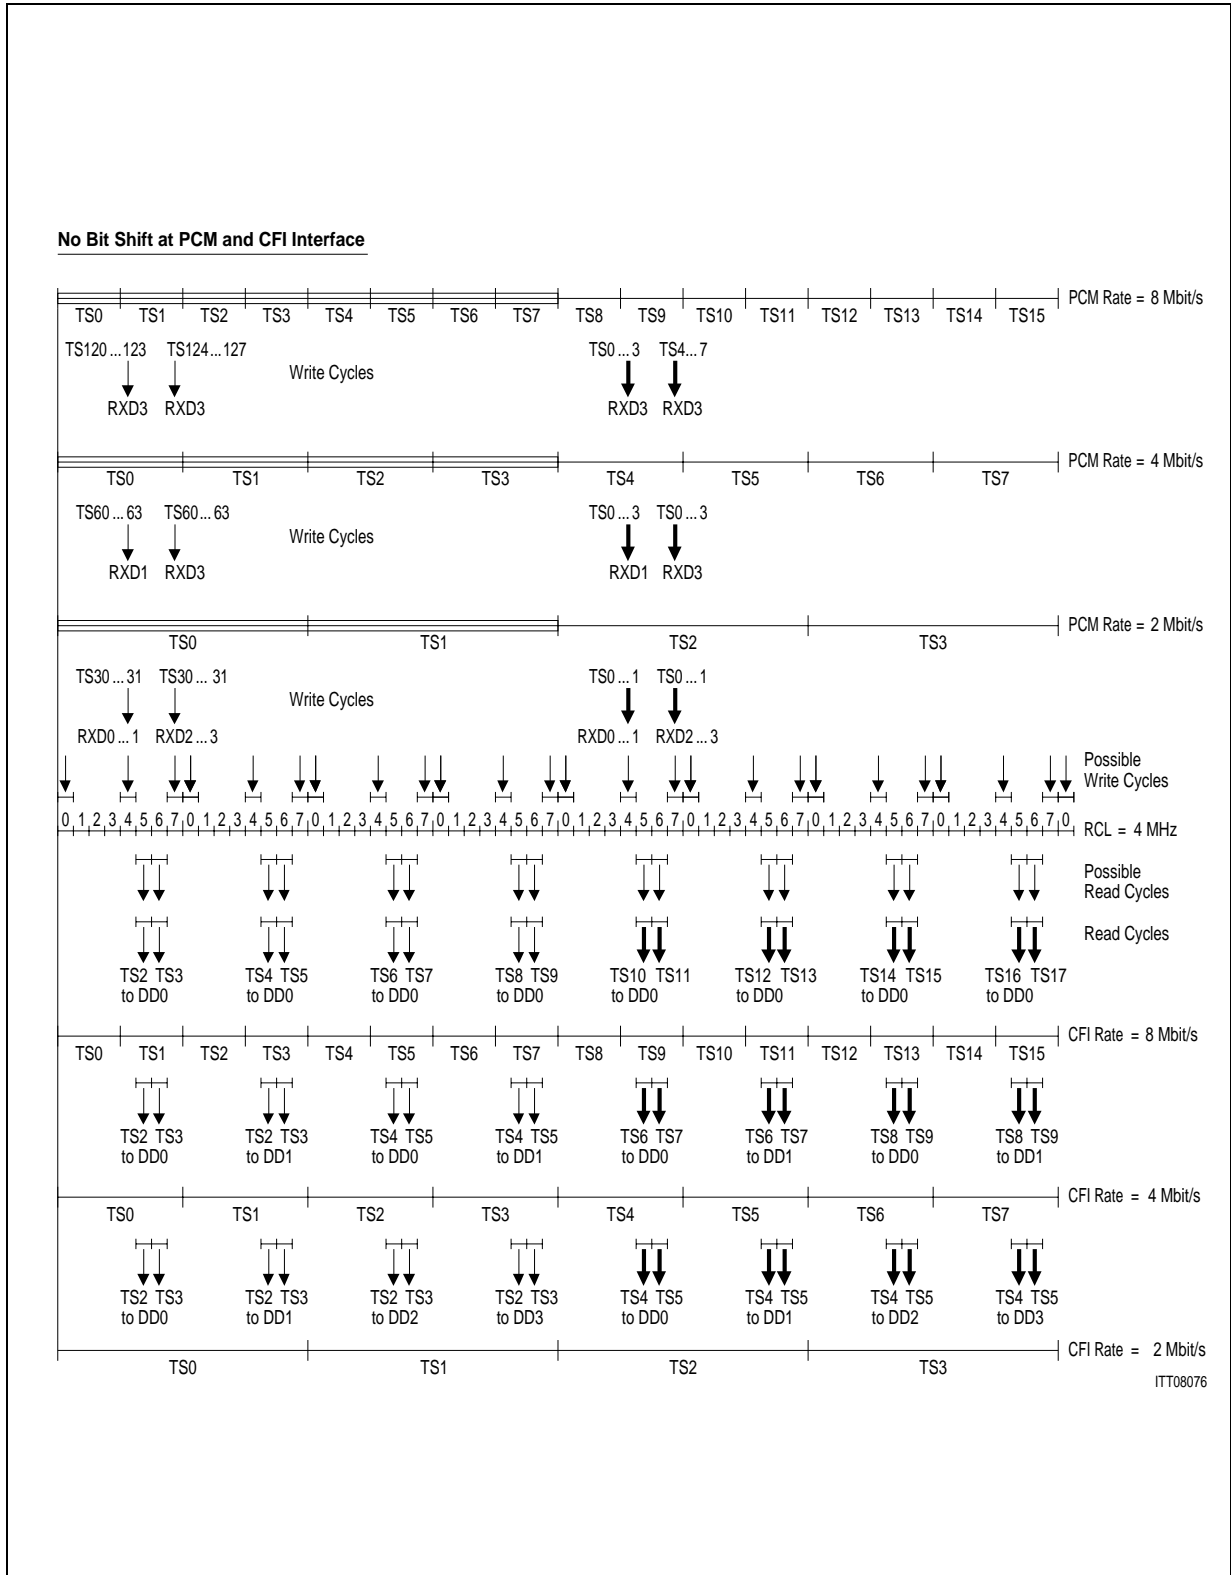 No Bit Shift at PCM and CFI Interface
PCM Rate = 8 Mbit/s
TS0 TS1 TS2 TS3 TS4 TS5 TS6 TS7 TS8 TS9 TS10 TS11 TS12 TS13 TS14 TS15
TS120 ... 123 TS124 ... 127 TS0 ... 3 TS4 ... 7
Write Cycles
RXD3 RXD3 RXD3 RXD3
PCM Rate = 4 Mbit/s
TS0 TS1 TS2 TS3 TS4 TS5 TS6 TS7
TS60 ... 63 TS60 ... 63 TS0 ... 3 TS0 ... 3
Write Cycles
RXD1 RXD3 RXD1 RXD3
PCM Rate = 2 Mbit/s
TS0 TS1 TS2 TS3
TS30 ... 31 TS30 ... 31 TS0 ... 1 TS0 ... 1
Write Cycles
RXD0 ... 1 RXD2 ... 3 RXD0 ... 1 RXD2 ... 3
Possible
Write Cycles
0 1 2 3 4 5 6 7 0 1 2 3 4 5 6 7 0 1 2 3 4 5 6 7 0 1 2 3 4 5 6 7 0 1 2 3 4 5 6 7 0 1 2 3 4 5 6 7 0 1 2 3 4 5 6 7 0 1 2 3 4 5 6 7 0 RCL = 4 MHz
Possible
Read Cycles
Read Cycles
TS2 TS3 TS4 TS5 TS6 TS7 TS8 TS9 TS10 TS11 TS12 TS13 TS14 TS15 TS16 TS17
to DD0 to DD0 to DD0 to DD0 to DD0 to DD0 to DD0 to DD0
CFI Rate = 8 Mbit/s
TS0 TS1 TS2 TS3 TS4 TS5 TS6 TS7 TS8 TS9 TS10 TS11 TS12 TS13 TS14 TS15
TS2 TS3 TS2 TS3 TS4 TS5 TS4 TS5 TS6 TS7 TS6 TS7 TS8 TS9 TS8 TS9
to DD0 to DD1 to DD0 to DD1 to DD0 to DD1 to DD0 to DD1
CFI Rate = 4 Mbit/s
TS0 TS1 TS2 TS3 TS4 TS5 TS6 TS7
TS2 TS3 TS2 TS3 TS2 TS3 TS2 TS3 TS4 TS5 TS4 TS5 TS4 TS5 TS4 TS5
to DD0 to DD1 to DD2 to DD3 to DD0 to DD1 to DD2 to DD3
CFI Rate = 2 Mbit/s
TS0 TS1 TS2 TS3
ITT08076